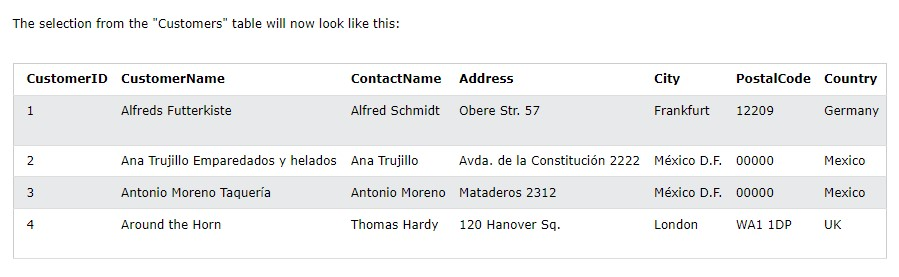 The selection from the "Customers" table will now look like this:
CustomerID CustomerName ContactName Address City PostalCode Country
1 Alfreds Futterkiste Alfred Schmidt Obere Str. 57 Frankfurt 12209 Germany
2 Ana Trujillo Emparedados y helados Ana Trujillo Avda. de la Constitución 2222 México D.F. 00000 Mexico
3 Antonio Moreno Taquería Antonio Moreno Mataderos 2312 México D.F. 00000 Mexico
4 Around the Horn Thomas Hardy 120 Hanover Sq. London WA1 1DP UK